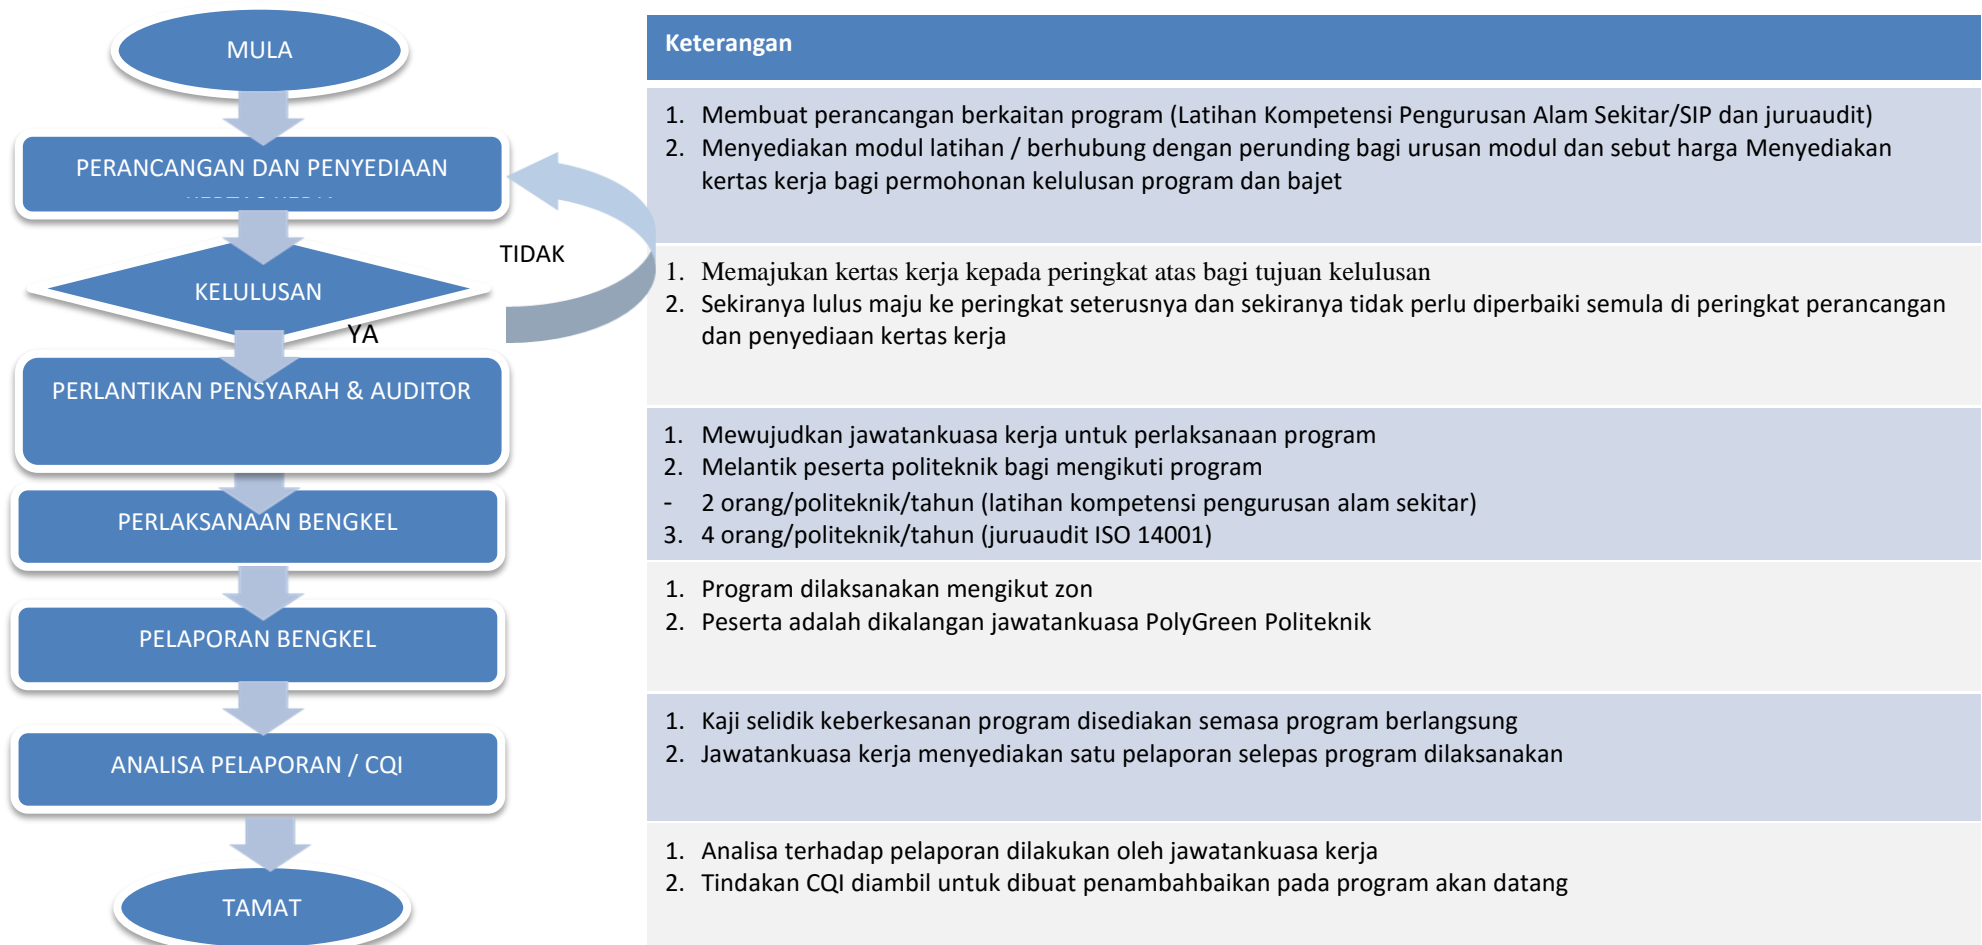 MULA
PERANCANGAN DAN PENYEDIAAN
KELULUSAN
TIDAK
YA
PERLANTIKAN PENSYARAH & AUDITOR
PERLAKSANAAN BENGKEL
PELAPORAN BENGKEL
ANALISA PELAPORAN / CQI
TAMAT
Keterangan
1. Membuat perancangan berkaitan program (Latihan Kompetensi Pengurusan Alam Sekitar/SIP dan juruaudit)
2. Menyediakan modul latihan / berhubung dengan perunding bagi urusan modul dan sebut harga Menyediakan
kertas kerja bagi permohonan kelulusan program dan bajet
1. Memajukan kertas kerja kepada peringkat atas bagi tujuan kelulusan
2. Sekiranya lulus maju ke peringkat seterusnya dan sekiranya tidak perlu diperbaiki semula di peringkat perancangan
dan penyediaan kertas kerja
1. Mewujudkan jawatankuasa kerja untuk perlaksanaan program
2. Melantik peserta politeknik bagi mengikuti program
- 2 orang/politeknik/tahun (latihan kompetensi pengurusan alam sekitar)
3. 4 orang/politeknik/tahun (juruaudit ISO 14001)
1. Program dilaksanakan mengikut zon
2. Peserta adalah dikalangan jawatankuasa PolyGreen Politeknik
1. Kaji selidik keberkesanan program disediakan semasa program berlangsung
2. Jawatankuasa kerja menyediakan satu pelaporan selepas program dilaksanakan
1. Analisa terhadap pelaporan dilakukan oleh jawatankuasa kerja
2. Tindakan CQI diambil untuk dibuat penambahbaikan pada program akan datang